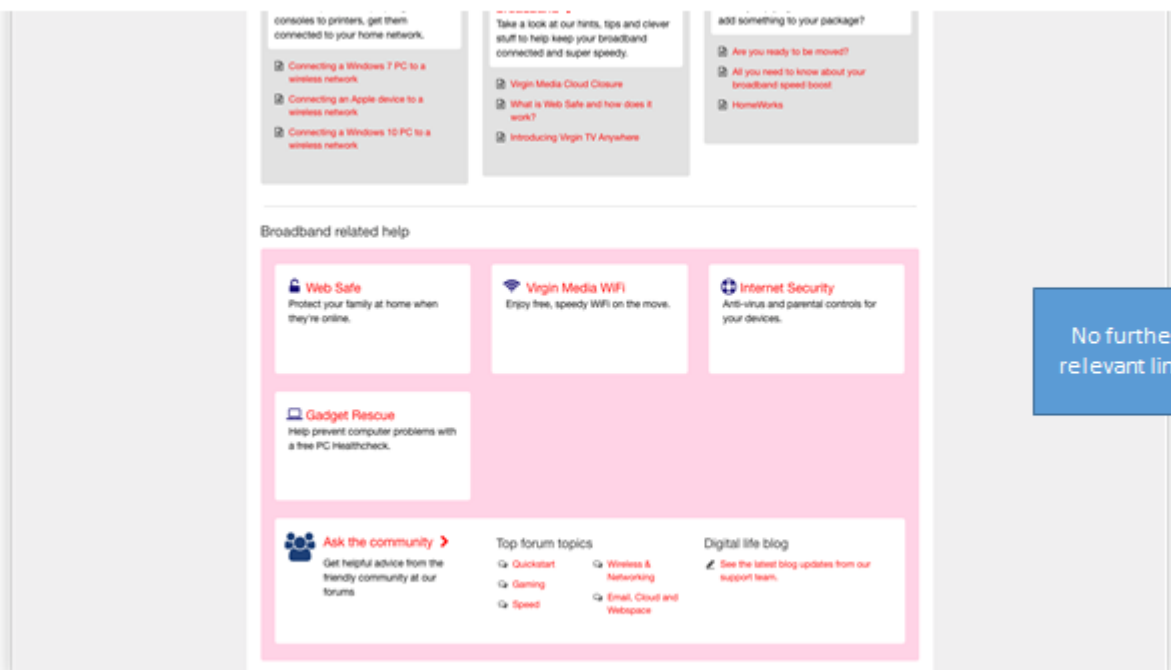 consoles to printers, get them
connected to your home network.
Connecting a Windows 7 PC to a
wireless network
Connecting an Apple device to a
wireless network
Connecting a Windows 10 PC to a
wireless network
Take a look at our hints, tips and clever
stuff to help keep your broadband
connected and super speedy.
Virgin Media Cloud Closure
What is Web Safe and how does it
work?
Introducing Virgin TV Anywhere
add something to your package?
Are you ready to be moved?
All you need to know about your
broadband speed boost
HomeWorks
Broadband related help
Web Safe
Protect your family at home when
they're online.
Virgin Media WiFi
Enjoy free, speedy WiFi on the move.
Internet Security
Anti-virus and parental controls for
your devices.
No furthe
relevant lin
Gadget Rescue
Help prevent computer problems with
a free PC Healthcheck.
Ask the community
Get helpful advice from the
friendly community at our
forums
Top forum topics
Quickstart
Gaming
Speed
Wireless &
Networking
Email, Cloud and
Webspace
Digital life blog
See the latest blog updates from our
support team.